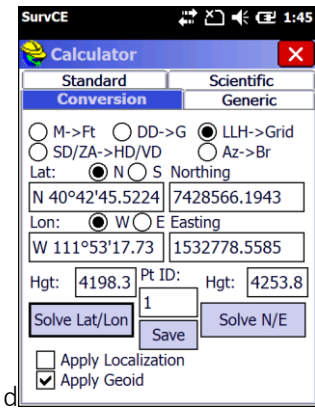 SurvCE 1:45
Calculator
Standard Scientific
Conversion Generic
M->Ft DD->G LLH->Grid
SD/ZA->HD/VD Az->Br
Lat: N S Northing
N 40°42'45.5224 7428566.1943
Lon: W E Easting
W 111°53'17.73 1532778.5585
Hgt: 4198.3 Pt ID: Hgt: 4253.8
1
Solve Lat/Lon Save Solve N/E
Apply Localization
Apply Geoid
d